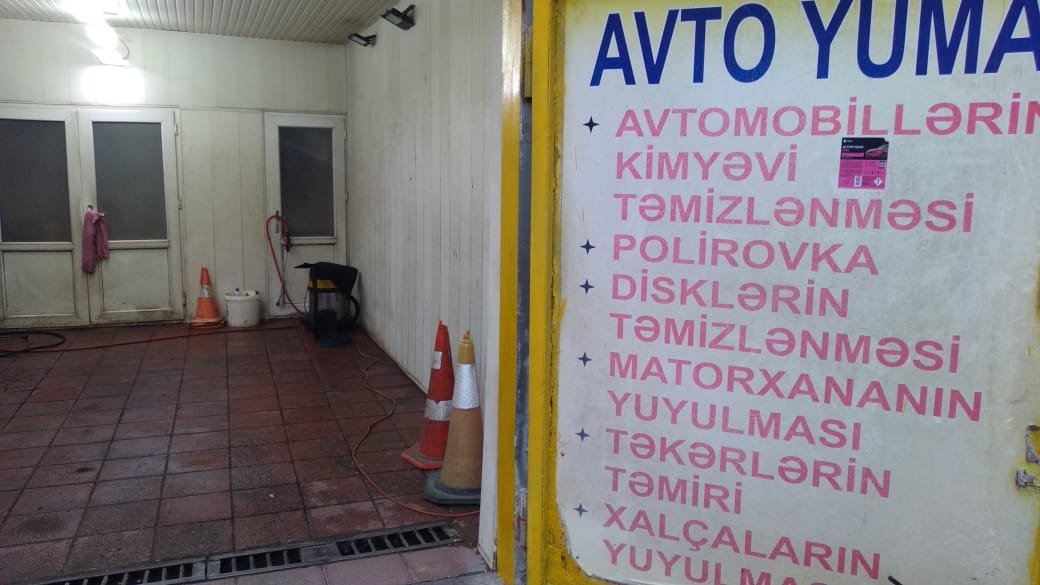 AVTO YUMA
AVTOMOBİLLƏRİN
KİMYƏVİ
TƏMİZLƏNMƏSİ
POLİROVKA
DİSKLƏRİN
TƏMİZLƏNMƏSİ
MATORXANANIN
YUYULMASI
TƏKƏRLƏRİN
TƏMİRİ
XALÇALARIN
YUYULMASI